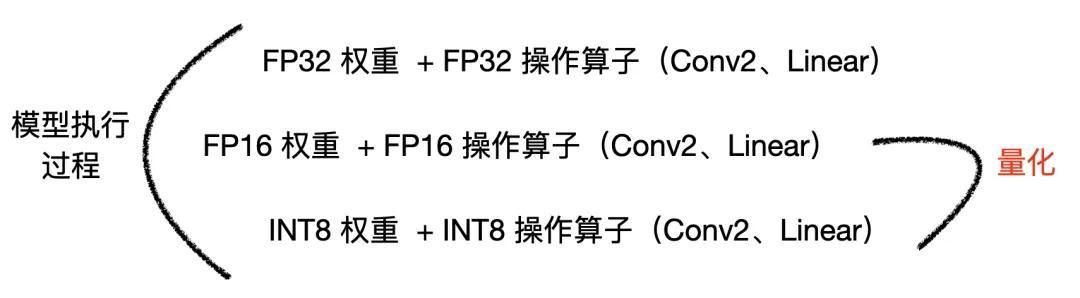 FP32 权重 + FP32 操作算子（Conv2、Linear）
模型执行
过程
FP16 权重 + FP16 操作算子（Conv2、Linear）
量化
INT8 权重 + INT8 操作算子（Conv2、Linear）